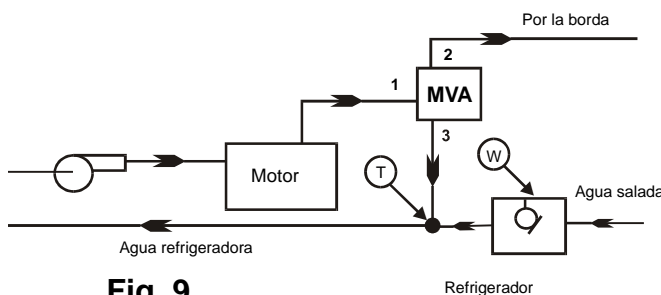 Por la borda
2
1
MVA
3
Motor
T
W
Agua salada
Agua refrigeradora
Fig. 9
Refrigerador